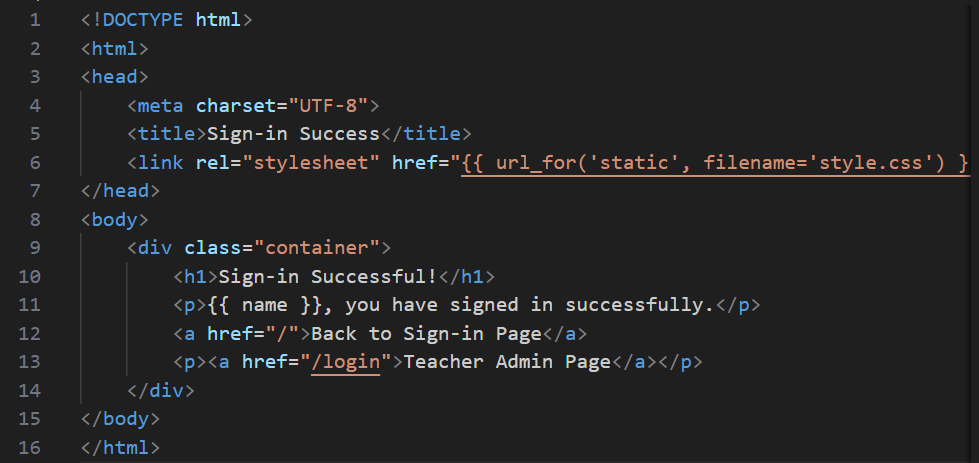 1 <!DOCTYPE html>
2 <html>
3 <head>
4     <meta charset="UTF-8">
5     <title>Sign-in Success</title>
6     <link rel="stylesheet" href="{{ url_for('static', filename='style.css') }
7 </head>
8 <body>
9     <div class="container">
10         <h1>Sign-in Successful!</h1>
11         <p>{{ name }}, you have signed in successfully.</p>
12         <a href="/">Back to Sign-in Page</a>
13         <p><a href="/login">Teacher Admin Page</a></p>
14     </div>
15 </body>
16 </html>